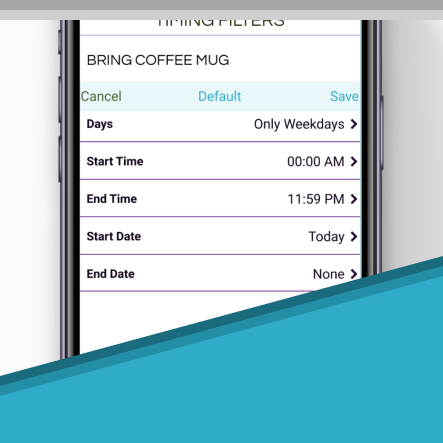 TIMING FILTERS
BRING COFFEE MUG
Cancel Default Save
Days Only Weekdays
Start Time 00:00 AM
End Time 11:59 PM
Start Date Today
End Date None